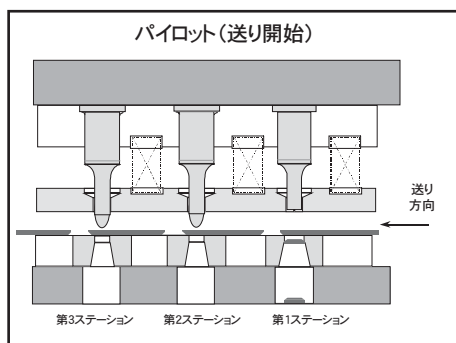 パイロット（送り開始）
送り
方向
第3ステーション
第2ステーション
第1ステーション